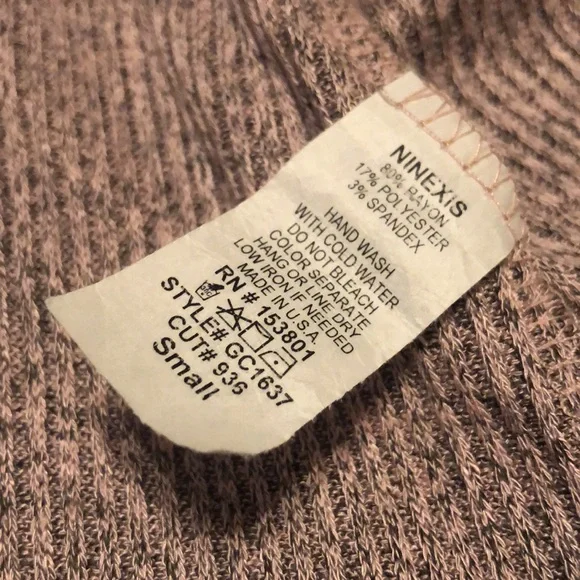 NINEXiS
80% RAYON
17% POLYESTER
3% SPANDEX
HAND WASH
WITH COLD WATER
DO NOT BLEACH
COLOR SEPARATE
HANG OR LINE DRY
LOW IRON IF NEEDED
MADE IN U.S.A.
RN # 153801
STYLE# GC1637
CUT# 936
Small